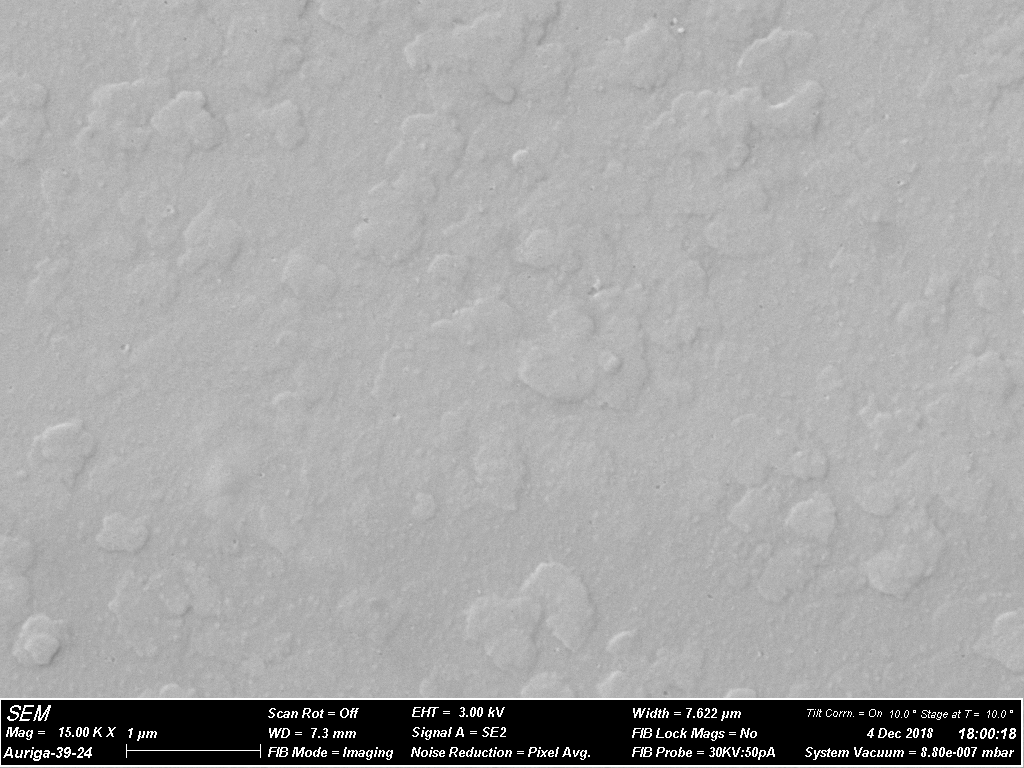 SEM
Mag = 15.00 K X 1 µm
Auriga-39-24
Scan Rot = Off
WD = 7.3 mm
FIB Mode = Imaging
EHT = 3.00 kV
Signal A = SE2
Noise Reduction = Pixel Avg.
Width = 7.622 µm
FIB Lock Mags = No
FIB Probe = 30KV:50pA
Tilt Corrn. = On 10.0 ° Stage at T = 10.0 °
4 Dec 2018 18:00:18
System Vacuum = 8.80e-007 mbar